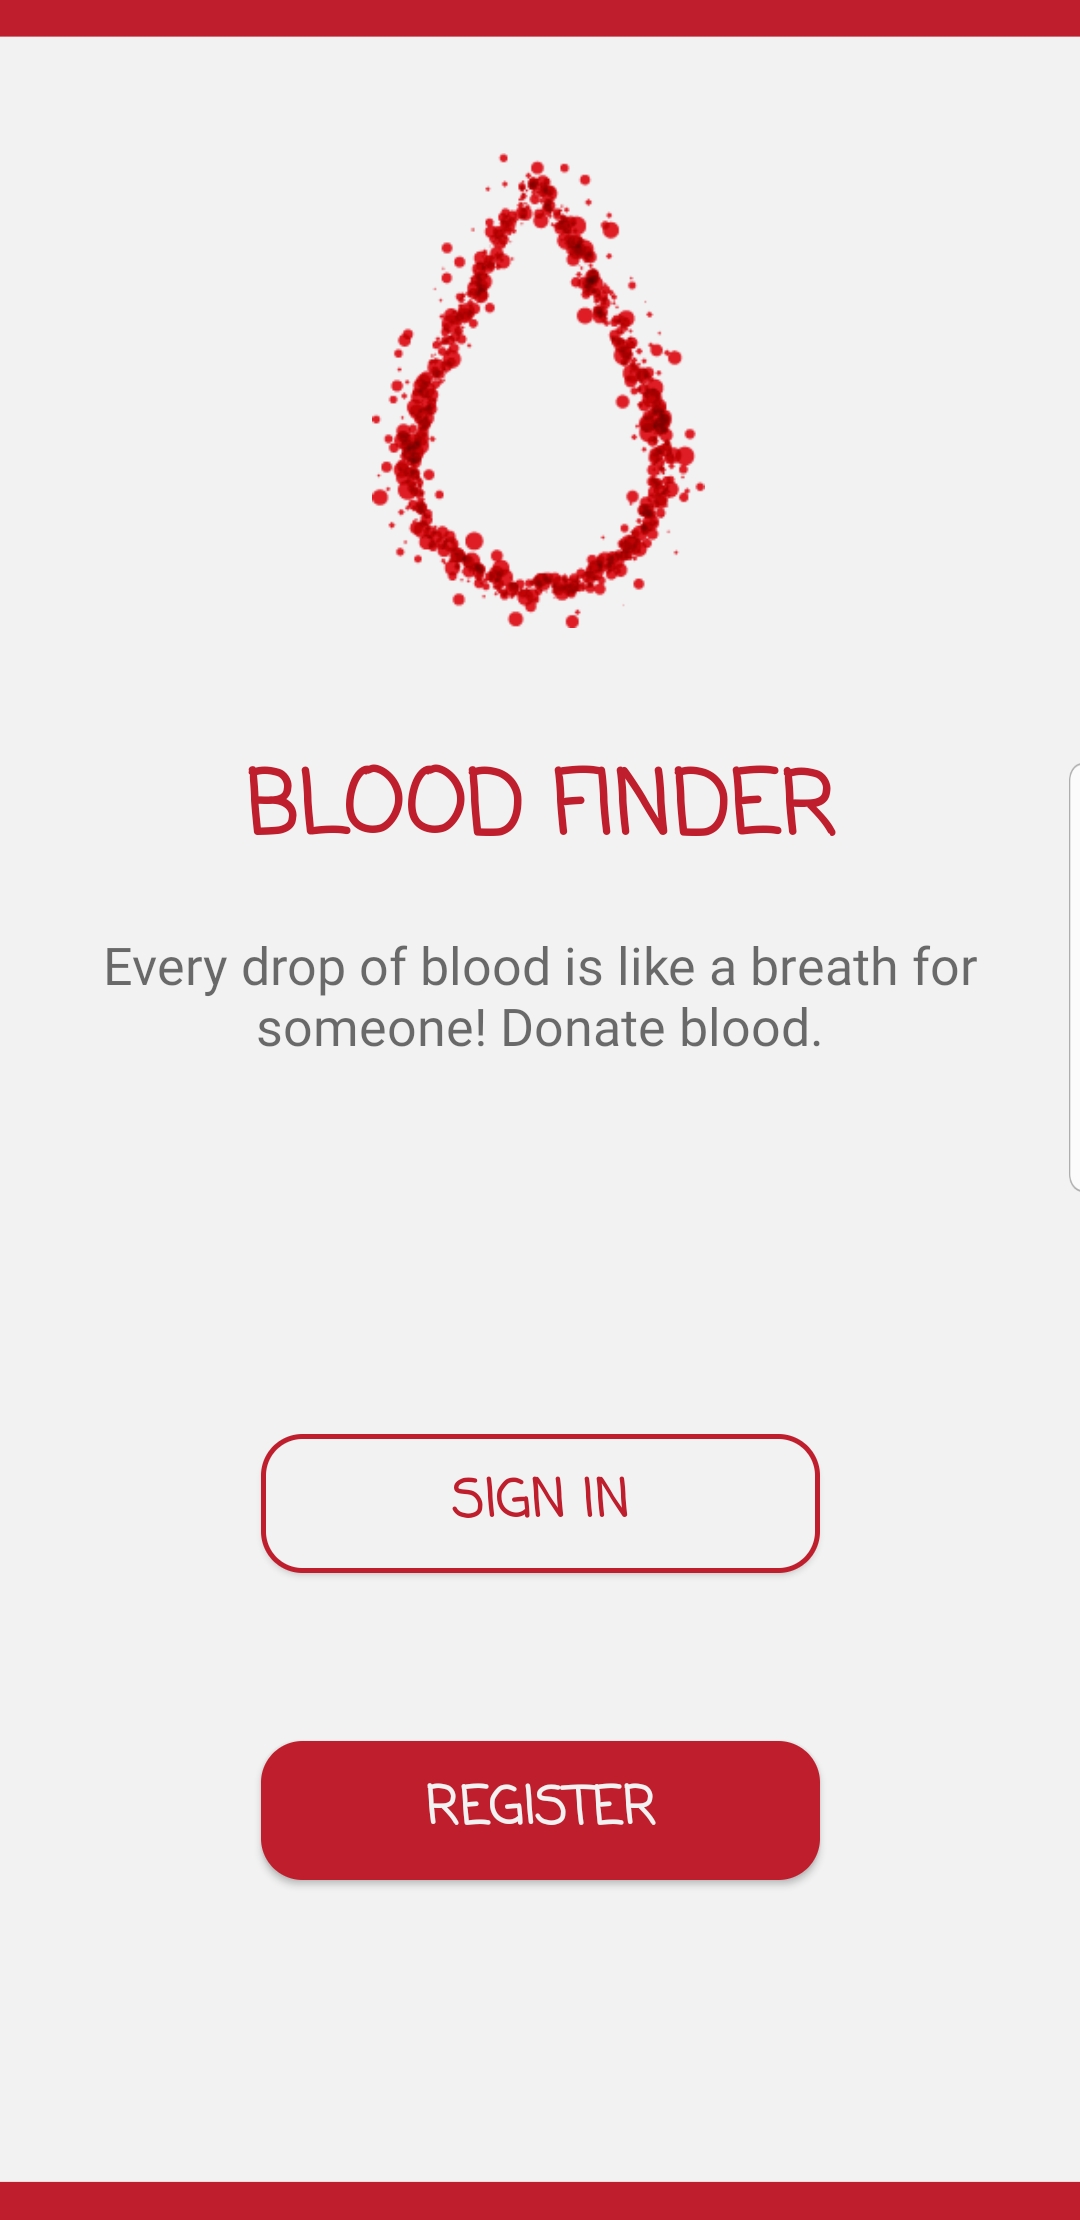 BLOOD FINDER
Every drop of blood is like a breath for
someone! Donate blood.
SIGN IN
REGISTER